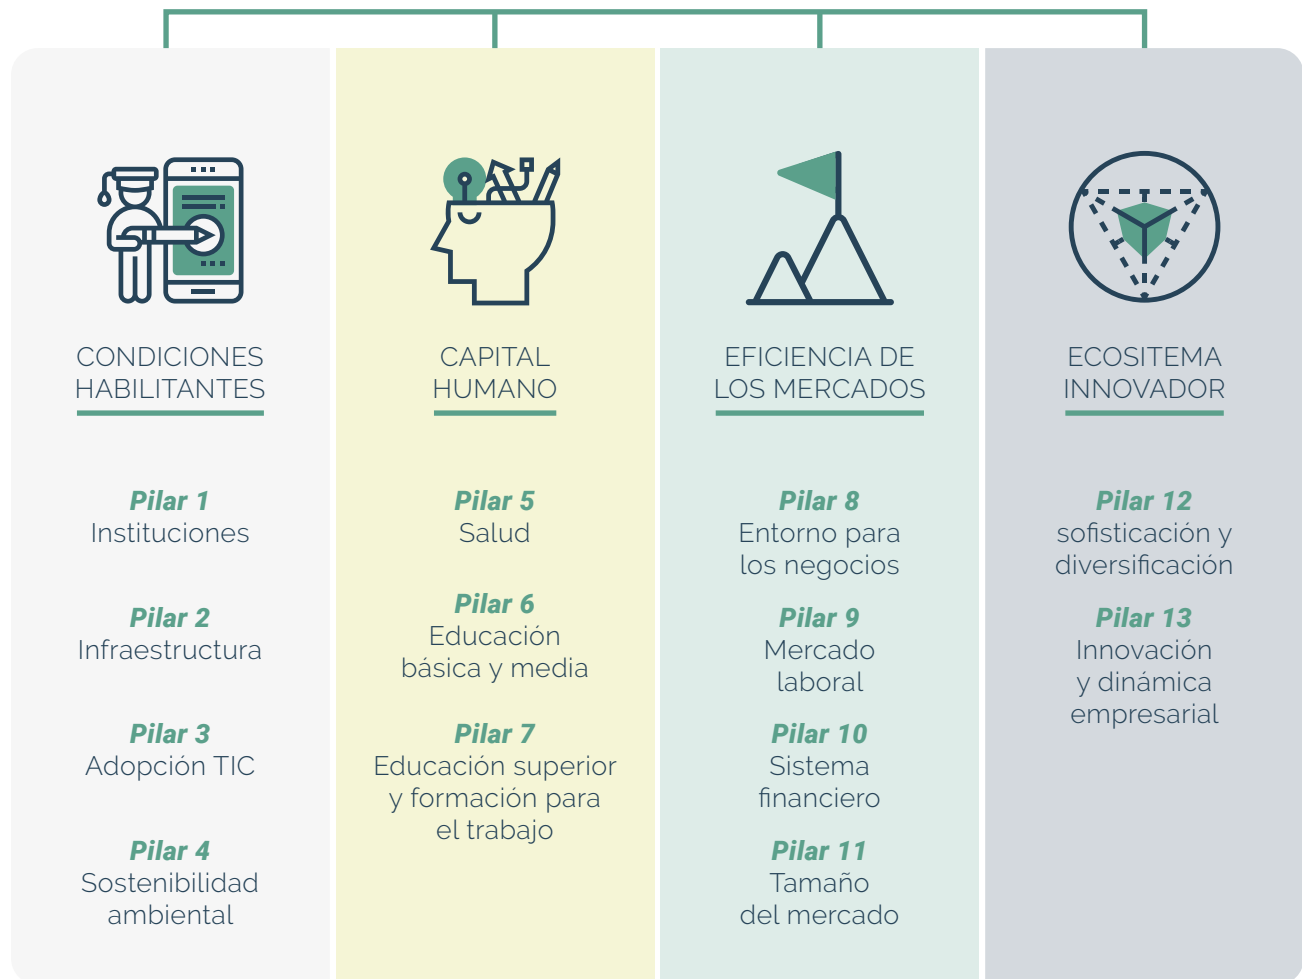 CONDICIONES
HABILITANTES
Pilar 1
Instituciones
Pilar 2
Infraestructura
Pilar 3
Adopción TIC
Pilar 4
Sostenibilidad
ambiental
CAPITAL
HUMANO
Pilar 5
Salud
Pilar 6
Educación
básica y media
Pilar 7
Educación superior
y formación para
el trabajo
EFICIENCIA DE
LOS MERCADOS
Pilar 8
Entorno para
los negocios
Pilar 9
Mercado
laboral
Pilar 10
Sistema
financiero
Pilar 11
Tamaño
del mercado
ECOSITEMA
INNOVADOR
Pilar 12
sofisticación y
diversificación
Pilar 13
Innovación
y dinámica
empresarial